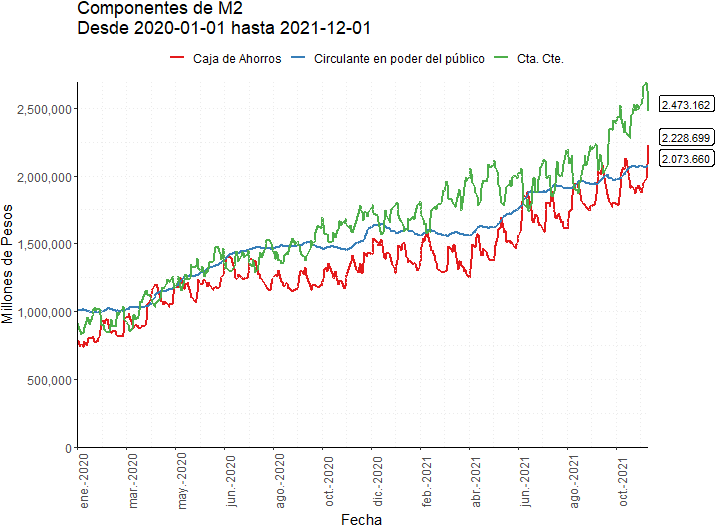 Componentes de M2
Desde 2020-01-01 hasta 2021-12-01
Caja de Ahorros Circulante en poder del público Cta. Cte.
Millones de Pesos
2,500,000
2,000,000
1,500,000
1,000,000
500,000
0
2.473.162
2.228.699
2.073.660
ene.-2020
mar.-2020
may.-2020
jun.-2020
ago.-2020
oct.-2020
dic.-2020
feb.-2021
abr.-2021
jun.-2021
ago.-2021
oct.-2021
Fecha